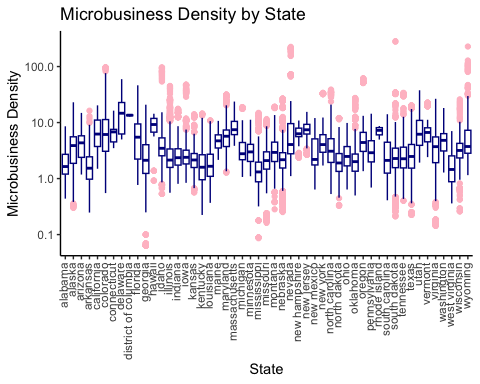 Microbusiness Density by State
Microbusiness Density
100.0
10.0
1.0
0.1
alabama
alaska
arizona
arkansas
california
colorado
connecticut
delaware
district of columbia
florida
georgia
hawaii
idaho
illinois
indiana
iowa
kansas
kentucky
louisiana
maine
maryland
massachusetts
michigan
minnesota
mississippi
missouri
montana
nebraska
nevada
new hampshire
new jersey
new mexico
new york
north carolina
north dakota
ohio
oklahoma
oregon
pennsylvania
rhode island
south carolina
south dakota
tennessee
texas
utah
vermont
virginia
washington
west virginia
wisconsin
wyoming
State